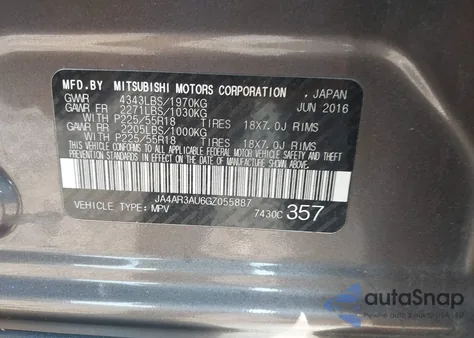 MFD.BY MITSUBISHI MOTORS CORPORATION , JAPAN
GVWR 4343LBS/1970KG JUN 2016
GAWR FR 2271LBS/1030KG
WITH P225/55R18 TIRES 18X7.0J RIMS
GAWR RR 2205LBS/1000KG
WITH P225/55R18 TIRES 18X7.0J RIMS
THIS VEHICLE CONFORMS TO ALL APPLICABLE FEDERAL MOTOR
VEHICLE SAFETY, BUMPER AND THEFT PREVENTION STANDARDS
IN EFFECT ON THE DATE OF MANUFACTURE SHOWN ABOVE.
JA4AR3AU6GZ055887
VEHICLE TYPE: MPV 7430C 357
autoSnap